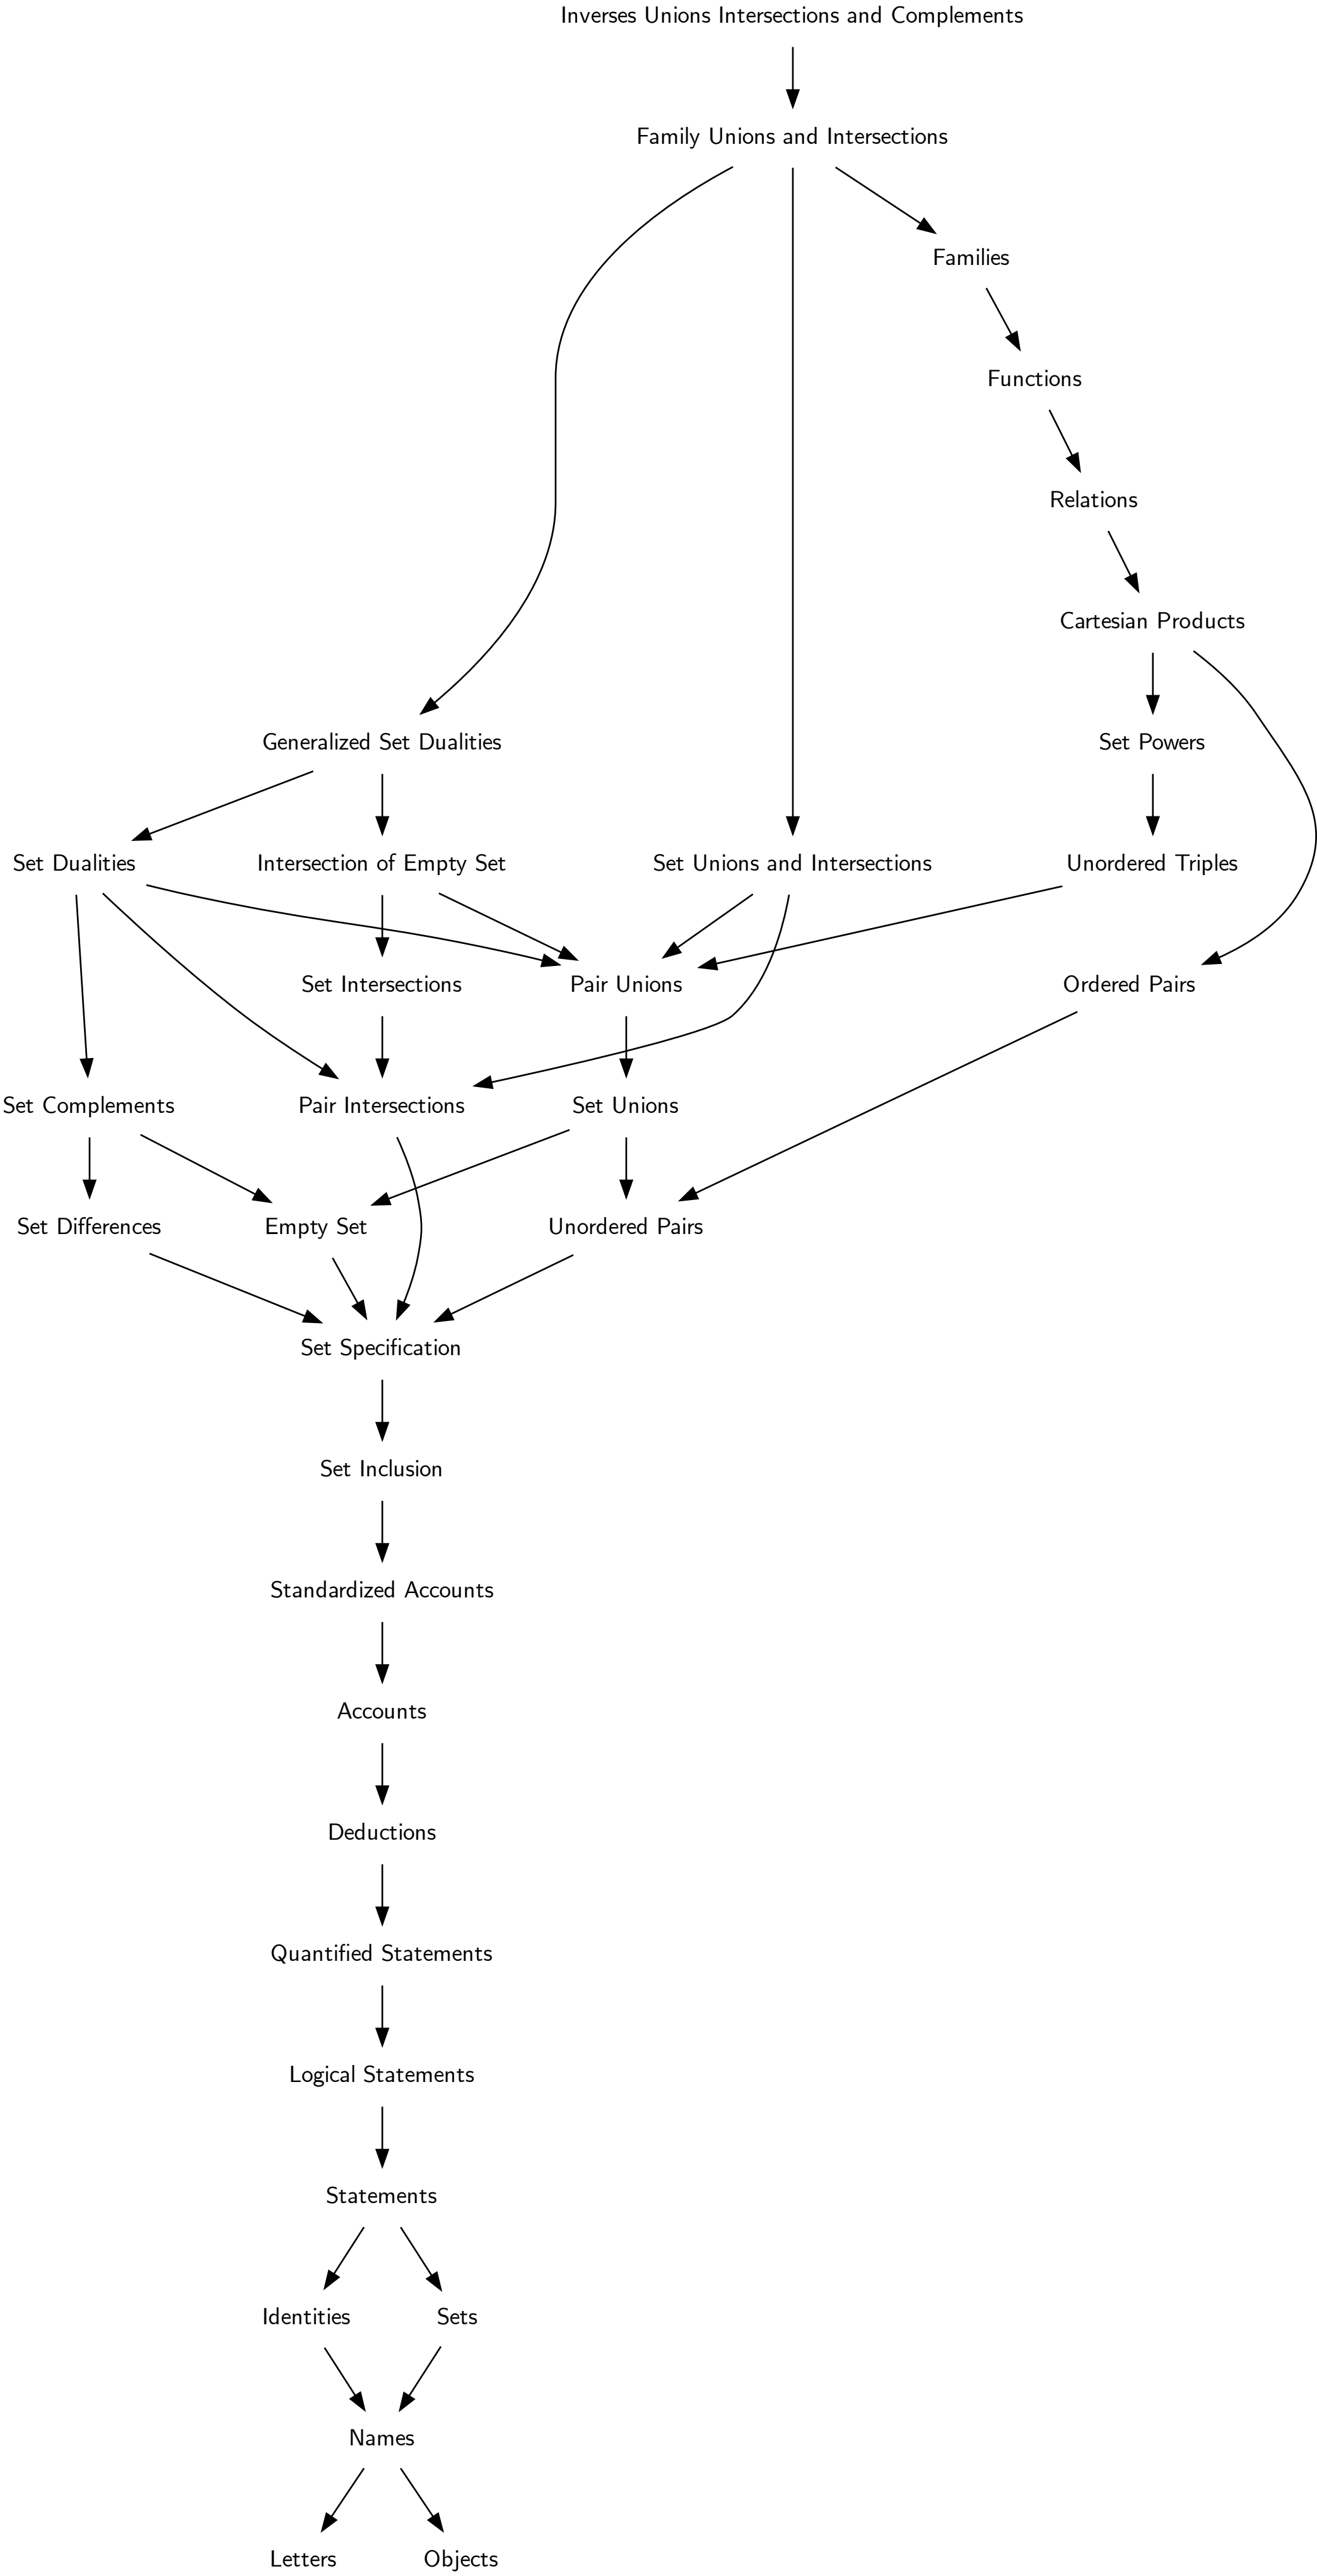 Inverses Unions Intersections and Complements
Family Unions and Intersections
Families
Functions
Relations
Cartesian Products
Generalized Set Dualities
Set Powers
Set Dualities
Intersection of Empty Set
Set Unions and Intersections
Unordered Triples
Set Intersections
Pair Unions
Ordered Pairs
Set Complements
Pair Intersections
Set Unions
Set Differences
Empty Set
Unordered Pairs
Set Specification
Set Inclusion
Standardized Accounts
Accounts
Deductions
Quantified Statements
Logical Statements
Statements
Identities
Sets
Names
Letters
Objects